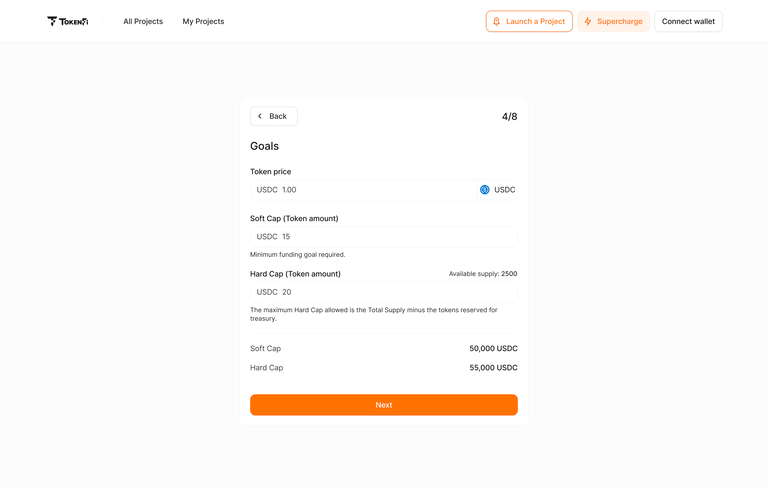 TokenFi
All Projects
My Projects
Launch a Project
Supercharge
Connect wallet
Back
4/8
Goals
Token price
USDC 1.00
USDC
Soft Cap (Token amount)
USDC 15
Minimum funding goal required.
Hard Cap (Token amount)
Available supply: 2500
USDC 20
The maximum Hard Cap allowed is the Total Supply minus the tokens reserved for
treasury.
Soft Cap
50,000 USDC
Hard Cap
55,000 USDC
Next